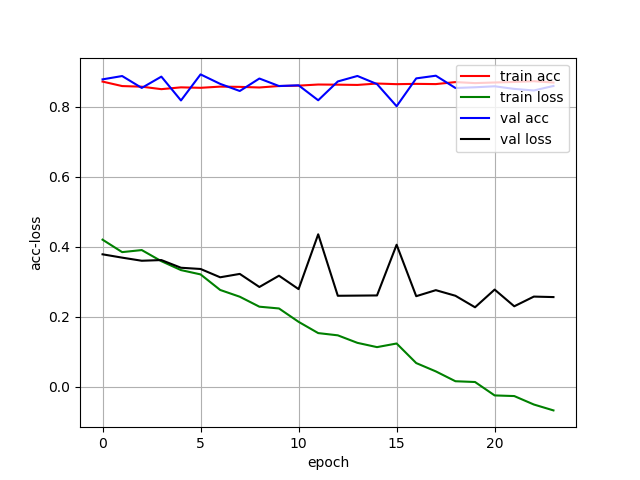 train acc
train loss
val acc
val loss
0.8
0.6
0.4
0.2
0.0
acc-loss
0 5 10 15 20
epoch